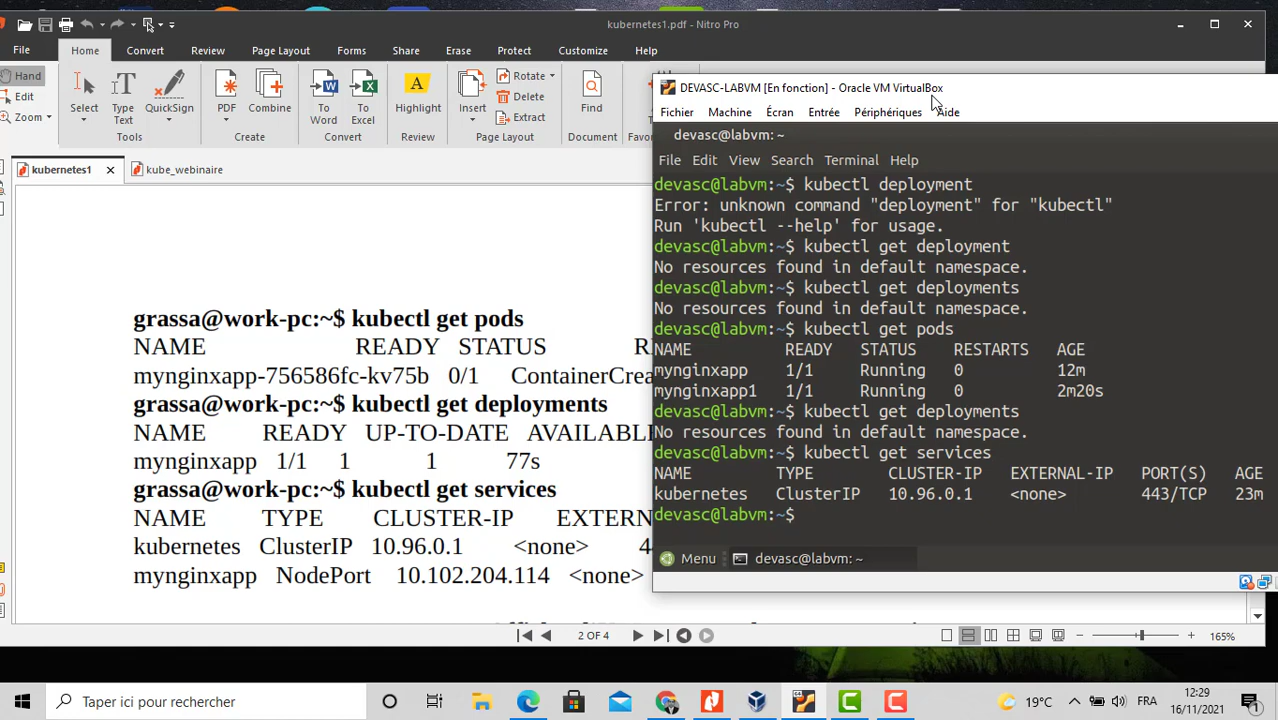 kubernetes1.pdf - Nitro Pro
File Home Convert Review Page Layout Forms Share Erase Protect Customize Help
Hand
Edit
Zoom
Select
Type Text
QuickSign
Tools
PDF
Combine
Create
To Word
To Excel
Convert
Highlight
Review
Insert
Rotate
Delete
Extract
Pages
Find
Document
Favo
kubernetes1
kube_webinaire
grassa@work-pc:~$ kubectl get pods
NAME READY STATUS R
mynginxapp-756586fc-kv75b 0/1 ContainerCrea
grassa@work-pc:~$ kubectl get deployments
NAME READY UP-TO-DATE AVAILABL
mynginxapp 1/1 1 1 77s
grassa@work-pc:~$ kubectl get services
NAME TYPE CLUSTER-IP EXTERN
kubernetes ClusterIP 10.96.0.1 <none> 4
mynginxapp NodePort 10.102.204.114 <none>
DEVASC-LABVM [En fonction] - Oracle VM VirtualBox
Fichier Machine Écran Entrée Périphériques Aide
devasc@labvm: ~
File Edit View Search Terminal Help
devasc@labvm:~$ kubectl deployment
Error: unknown command "deployment" for "kubectl"
Run 'kubectl --help' for usage.
devasc@labvm:~$ kubectl get deployment
No resources found in default namespace.
devasc@labvm:~$ kubectl get deployments
No resources found in default namespace.
devasc@labvm:~$ kubectl get pods
NAME READY STATUS RESTARTS AGE
mynginxapp 1/1 Running 0 12m
mynginxapp1 1/1 Running 0 2m20s
devasc@labvm:~$ kubectl get deployments
No resources found in default namespace.
devasc@labvm:~$ kubectl get services
NAME TYPE CLUSTER-IP EXTERNAL-IP PORT(S) AGE
kubernetes ClusterIP 10.96.0.1 <none> 443/TCP 23m
devasc@labvm:~$
Menu devasc@labvm: ~
2 OF 4
165%
Taper ici pour rechercher
19°C
FRA
12:29
16/11/2021